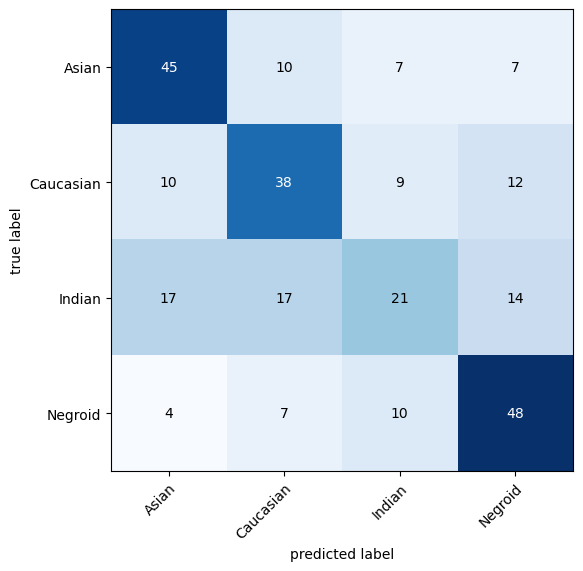 true label
Asian 45 10 7 7
Caucasian 10 38 9 12
Indian 17 17 21 14
Negroid 4 7 10 48
Asian Caucasian Indian Negroid
predicted label